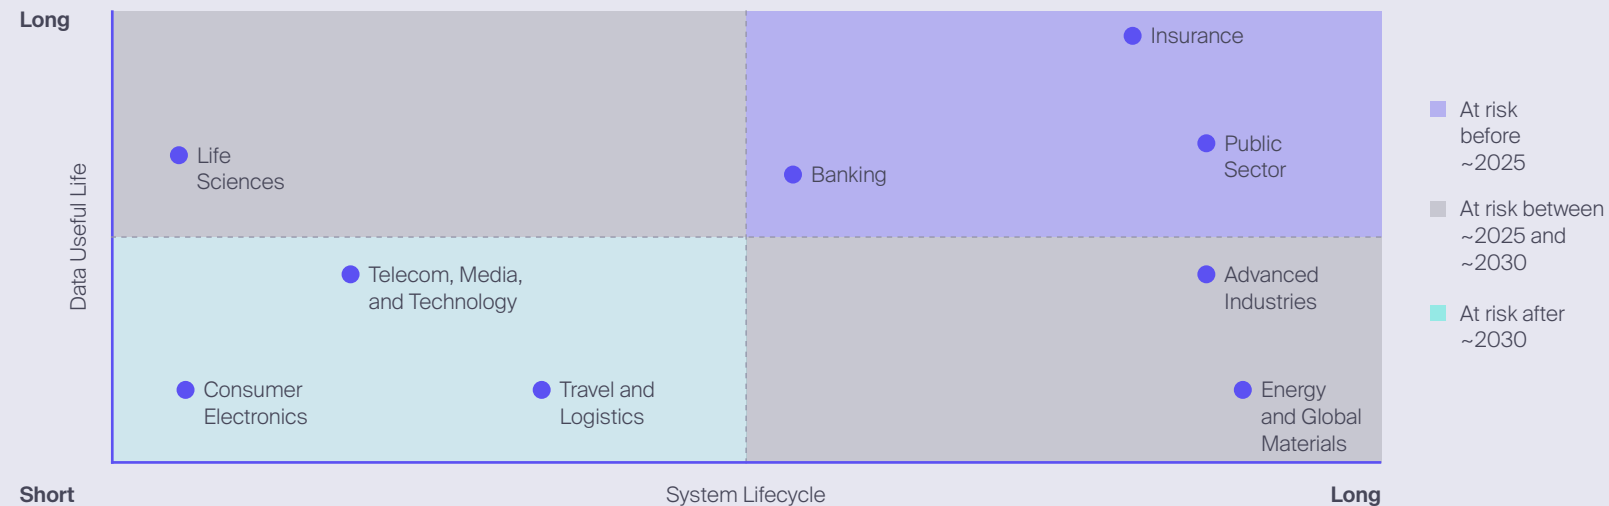 Long
Data Useful Life
Insurance
Life
Sciences
Banking
Public
Sector
Telecom, Media,
and Technology
Advanced
Industries
Consumer
Electronics
Travel and
Logistics
Energy
and Global
Materials
Short
System Lifecycle
Long
At risk
before
~2025
At risk between
~2025 and
~2030
At risk after
~2030